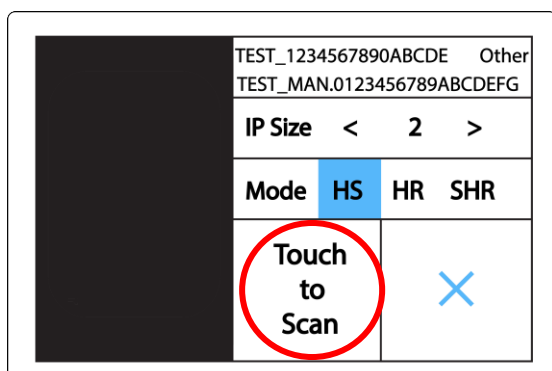 TEST_1234567890ABCDE Other
TEST_MAN.0123456789ABCDEFG
IP Size < 2 >
Mode HS HR SHR
Touch
to
Scan